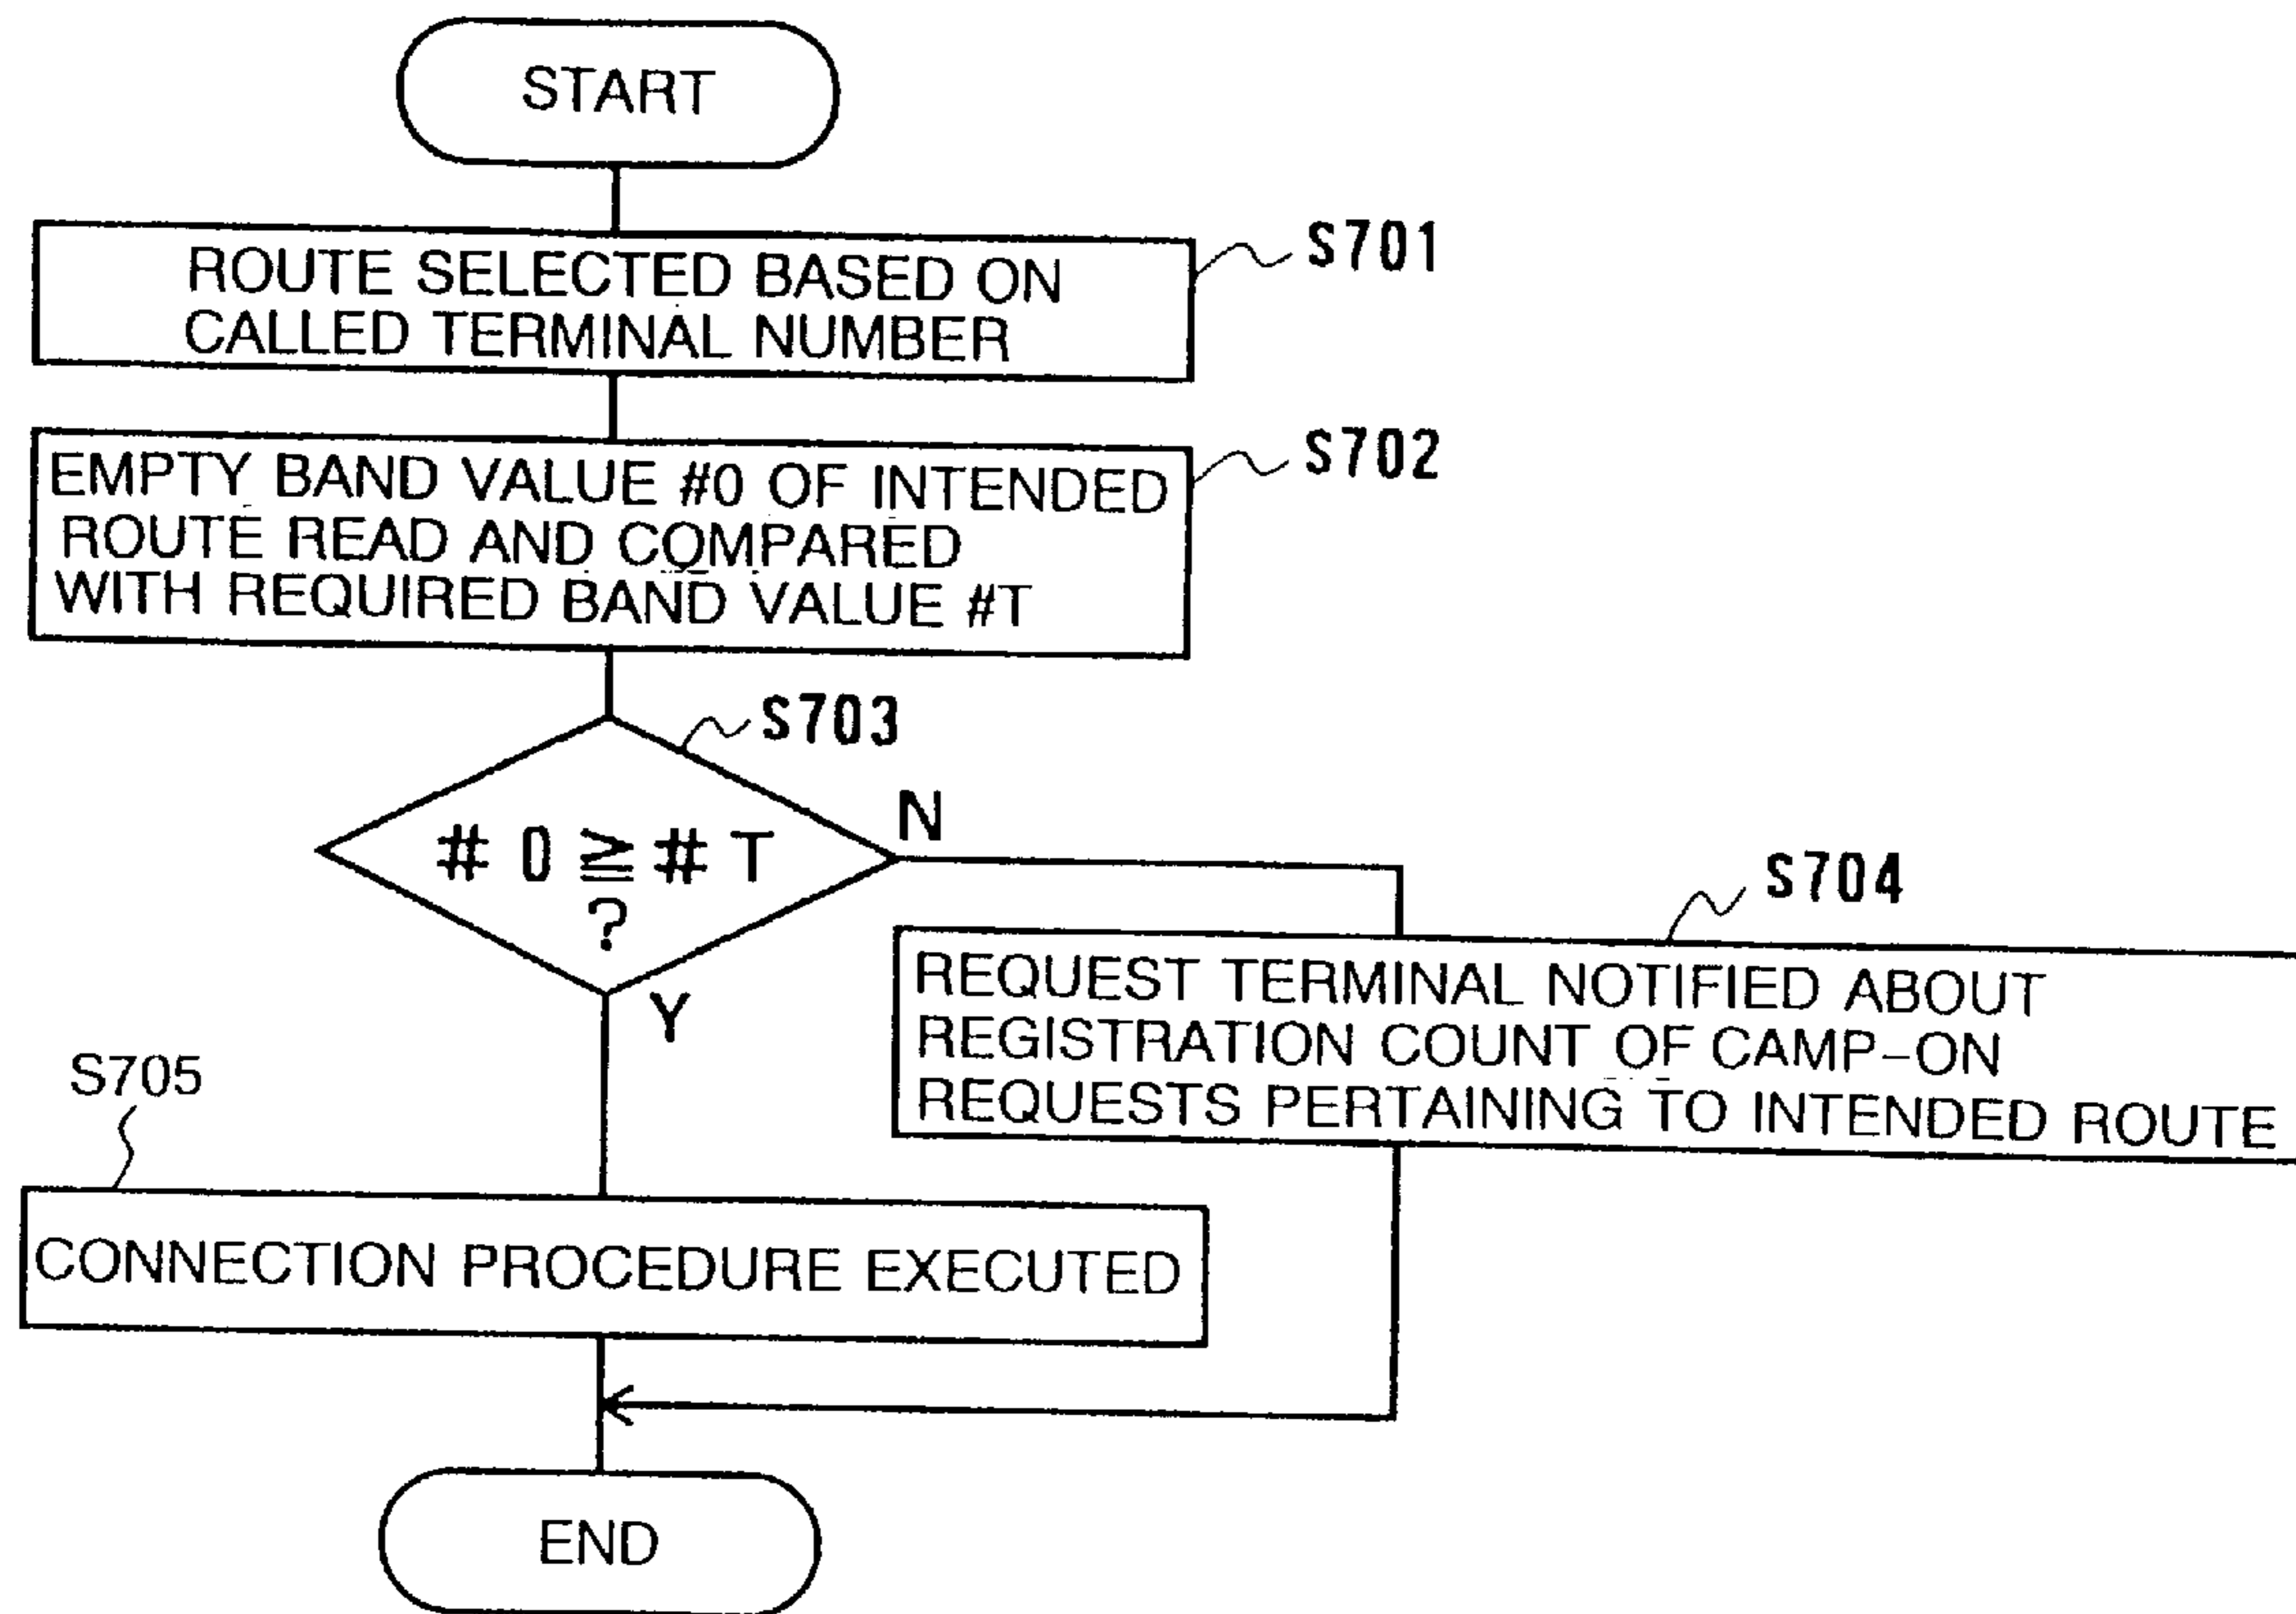 START
ROUTE SELECTED BASED ON
CALLED TERMINAL NUMBER
S701
EMPTY BAND VALUE #0 OF INTENDED
ROUTE READ AND COMPARED
WITH REQUIRED BAND VALUE #T
S702
S703
# 0 ≧ # T
?
N
Y
S704
REQUEST TERMINAL NOTIFIED ABOUT
REGISTRATION COUNT OF CAMP-ON
REQUESTS PERTAINING TO INTENDED ROUTE
S705
CONNECTION PROCEDURE EXECUTED
END